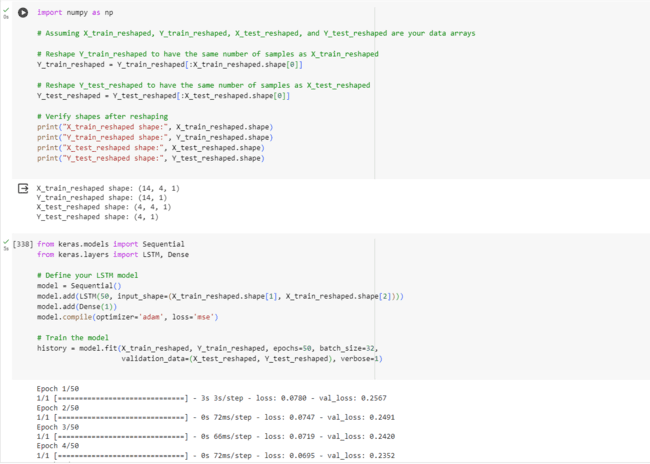 import numpy as np
# Assuming X_train_reshaped, Y_train_reshaped, X_test_reshaped, and Y_test_reshaped are your data arrays
# Reshape Y_train_reshaped to have the same number of samples as X_train_reshaped
Y_train_reshaped = Y_train_reshaped[:X_train_reshaped.shape[0]]
# Reshape Y_test_reshaped to have the same number of samples as X_test_reshaped
Y_test_reshaped = Y_test_reshaped[:X_test_reshaped.shape[0]]
# Verify shapes after reshaping
print("X_train_reshaped shape:", X_train_reshaped.shape)
print("Y_train_reshaped shape:", Y_train_reshaped.shape)
print("X_test_reshaped shape:", X_test_reshaped.shape)
print("Y_test_reshaped shape:", Y_test_reshaped.shape)
X_train_reshaped shape: (14, 4, 1)
Y_train_reshaped shape: (14, 1)
X_test_reshaped shape: (4, 4, 1)
Y_test_reshaped shape: (4, 1)
[338] from keras.models import Sequential
from keras.layers import LSTM, Dense
# Define your LSTM model
model = Sequential()
model.add(LSTM(50, input_shape=(X_train_reshaped.shape[1], X_train_reshaped.shape[2])))
model.add(Dense(1))
model.compile(optimizer='adam', loss='mse')
# Train the model
history = model.fit(X_train_reshaped, Y_train_reshaped, epochs=50, batch_size=32,
validation_data=(X_test_reshaped, Y_test_reshaped), verbose=1)
Epoch 1/50
1/1 [==============================] - 3s 3s/step - loss: 0.0780 - val_loss: 0.2567
Epoch 2/50
1/1 [==============================] - 0s 72ms/step - loss: 0.0747 - val_loss: 0.2491
Epoch 3/50
1/1 [==============================] - 0s 66ms/step - loss: 0.0719 - val_loss: 0.2420
Epoch 4/50
1/1 [==============================] - 0s 72ms/step - loss: 0.0695 - val_loss: 0.2352